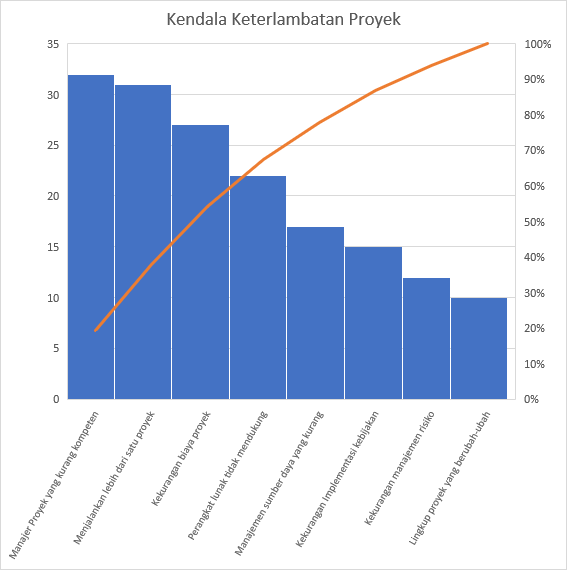 Kendala Keterlambatan Proyek
35
30
25
20
15
10
5
0
100%
90%
80%
70%
60%
50%
40%
30%
20%
10%
0%
Manajer Proyek yang kurang kompeten
Menjalankan lebih dari satu proyek
Kekurangan biaya proyek
Perangkat lunak tidak mendukung
Manajemen sumber daya yang kurang
Kekurangan Implementasi kebijakan
Kekurangan manajemen risiko
Lingkup proyek yang berubah-ubah